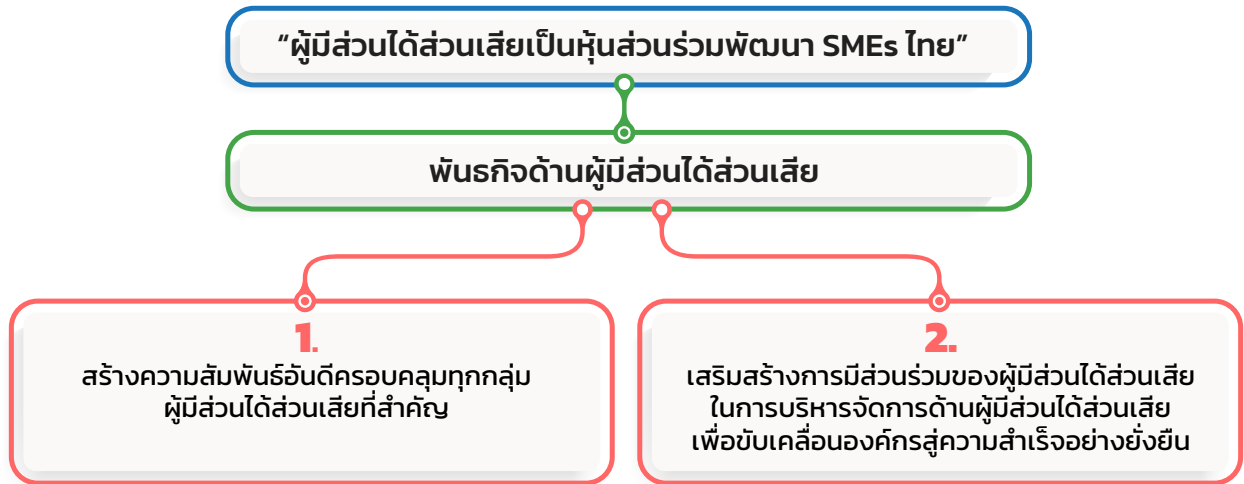 “ผู้มีส่วนได้ส่วนเสียเป็นหุ้นส่วนร่วมพัฒนา SMEs ไทย”
พันธกิจด้านผู้มีส่วนได้ส่วนเสีย
1.
สร้างความสัมพันธ์อันดีครอบคลุมทุกกลุ่ม
ผู้มีส่วนได้ส่วนเสียที่สำคัญ
2.
เสริมสร้างการมีส่วนร่วมของผู้มีส่วนได้ส่วนเสีย
ในการบริหารจัดการด้านผู้มีส่วนได้ส่วนเสีย
เพื่อขับเคลื่อนองค์กรสู่ความสำเร็จอย่างยั่งยืน